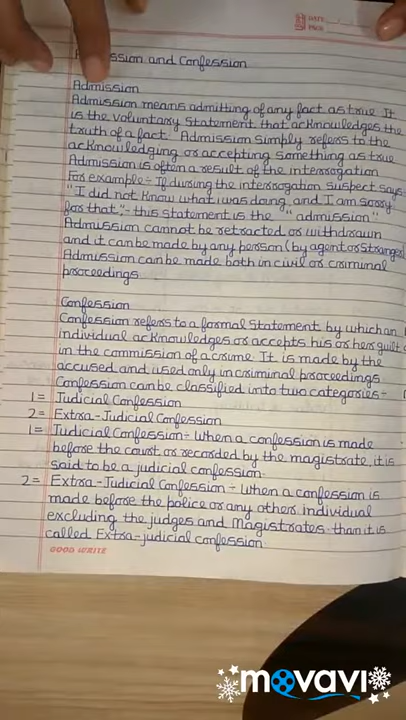 DATE
PAGE
Admission and Confession
Admission
Admission means admitting of any fact as true. It
is the voluntary statement that acknowledges the
truth of a fact. Admission simply refers to the
acknowledging or accepting something as true
Admission is often a result of the interrogation
For example:- If during the interrogation suspect says
"I did not know what i was doing, and I am sorry
for that":- this statement is the "admission"
Admission cannot be retracted or withdrawn
and it can be made by any person (by agent or stranger)
Admission can be made both in civil or criminal
proceedings
Confession
Confession refers to a formal statement by which an
individual acknowledges or accepts his or her guilt
in the commission of a crime. It is made by the
accused and used only in criminal proceedings
Confession can be classified into two categories:-
1= Judicial Confession
2= Extra-Judicial Confession
1= Judicial Confession:- When a confession is made
before the court or recorded by the magistrate, it is
said to be a judicial confession.
2= Extra-Judicial Confession:- When a confession is
made before the police or any other individual
excluding the judges and Magistrates than it is
called Extra-judicial confession
GOOD WRITE
movavi